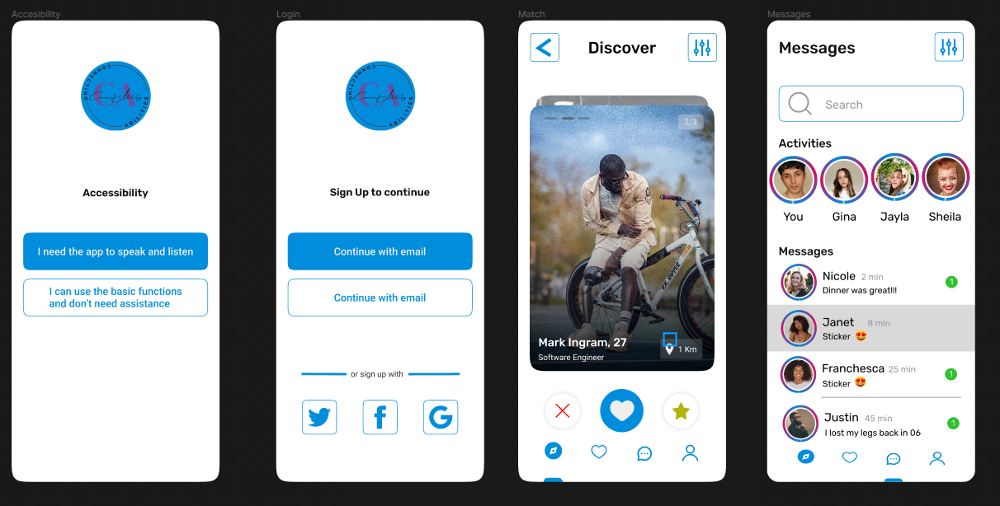 Accesibility
CONNECTING
CA
ConnectAbility
ABILITIES
Accessibility
I need the app to speak and listen
I can use the basic functions
and don't need assistance
Login
CONNECTING
CA
ConnectAbility
ABILITIES
Sign Up to continue
Continue with email
Continue with email
or sign up with
Match
Discover
2/3
Mark Ingram, 27
Software Engineer
1 Km
Messages
Messages
Search
Activities
You
Gina
Jayla
Sheila
Messages
Nicole 2 min
Dinner was great!!!
1
Janet 8 min
Sticker 😍
Franchesca 25 min
Sticker 😍
1
Justin 45 min
I lost my legs back in 06
1